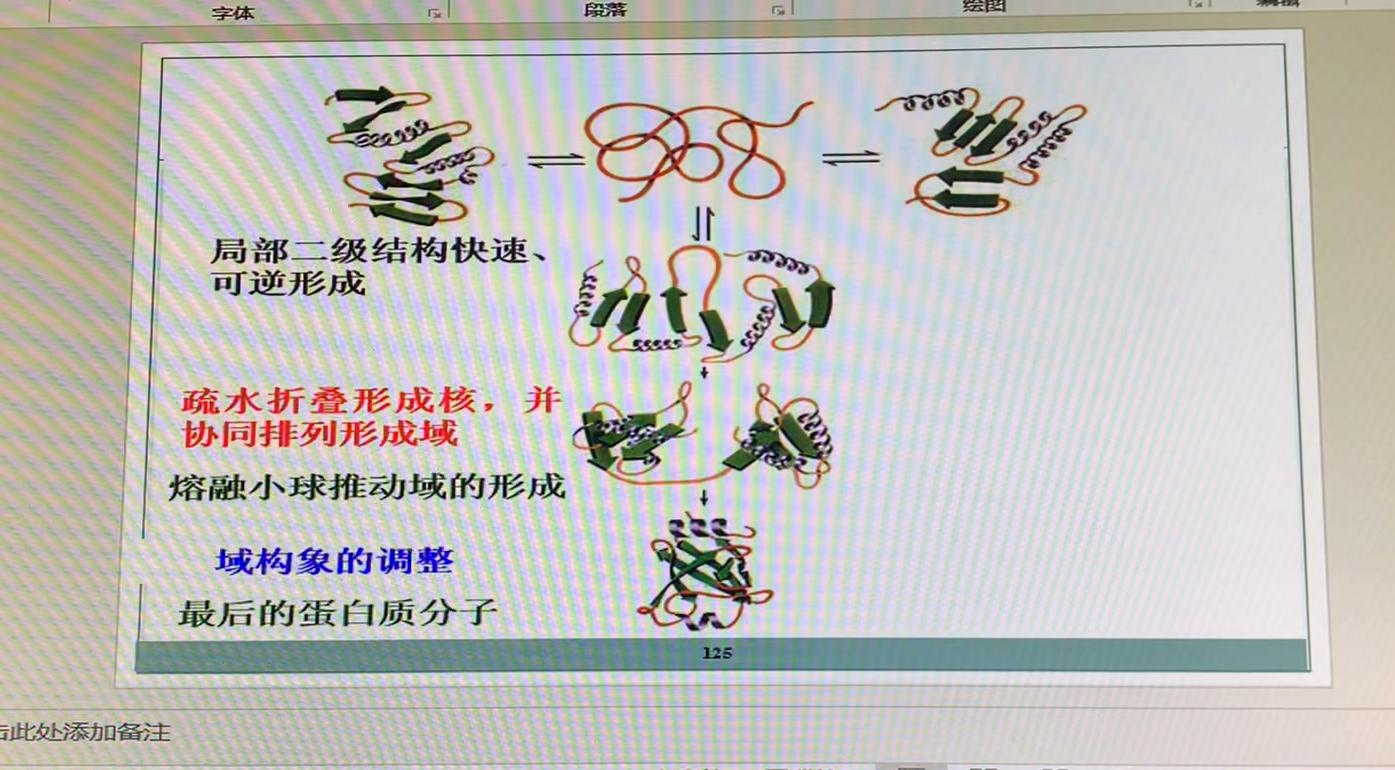 字体
段落
绘图
局部二级结构快速、
可逆形成
疏水折叠形成核，并
协同排列形成域
熔融小球推动域的形成
域构象的调整
最后的蛋白质分子
125
此处添加备注